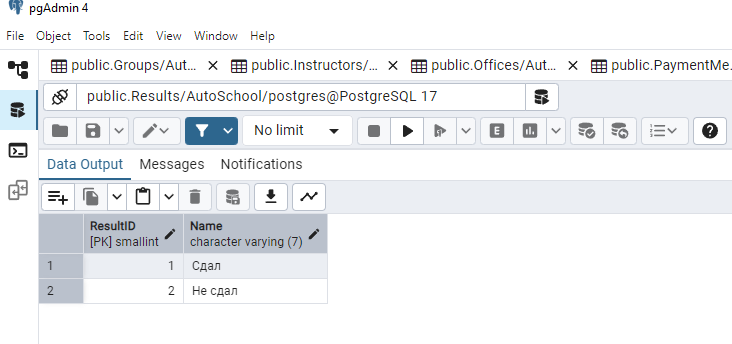 pgAdmin 4
File Object Tools Edit View Window Help
public.Groups/Aut... public.Instructors/... public.Offices/Aut... public.PaymentMe.
public.Results/AutoSchool/postgres@PostgreSQL 17
No limit E
Data Output Messages Notifications
ResultID Name
[PK] smallint character varying (7)
1 1 Сдал
2 2 Не сдал